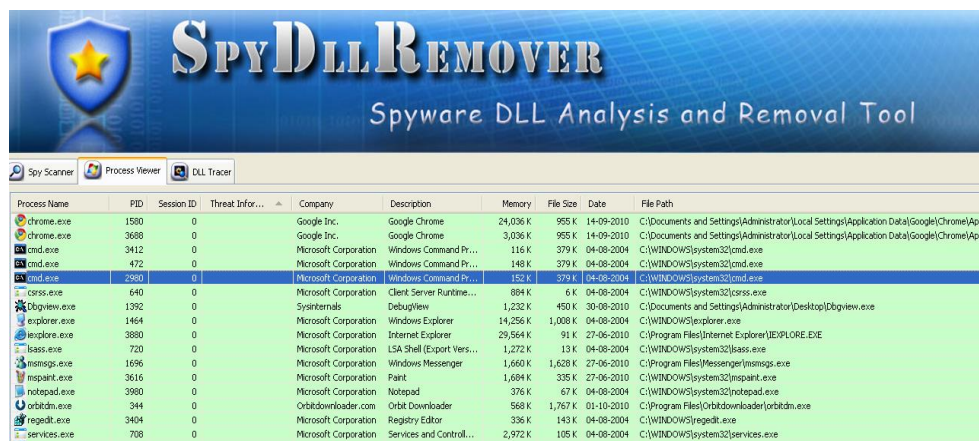 SpyDllRemover
Spyware DLL Analysis and Removal Tool
Spy Scanner Process Viewer DLL Tracer
Process Name PID Session ID Threat Infor... Company Description Memory File Size Date File Path
chrome.exe 1580 0 Google Inc. Google Chrome 24,036 K 955 K 14-09-2010 C:\Documents and Settings\Administrator\Local Settings\Application Data\Google\Chrome\Ap
chrome.exe 3688 0 Google Inc. Google Chrome 3,036 K 955 K 14-09-2010 C:\Documents and Settings\Administrator\Local Settings\Application Data\Google\Chrome\Ap
cmd.exe 3412 0 Microsoft Corporation Windows Command Pr... 116 K 379 K 04-08-2004 C:\WINDOWS\system32\cmd.exe
cmd.exe 472 0 Microsoft Corporation Windows Command Pr... 148 K 379 K 04-08-2004 C:\WINDOWS\system32\cmd.exe
cmd.exe 2980 0 Microsoft Corporation Windows Command Pr... 152 K 379 K 04-08-2004 C:\WINDOWS\system32\cmd.exe
csrss.exe 640 0 Microsoft Corporation Client Server Runtime... 884 K 6 K 04-08-2004 C:\WINDOWS\system32\csrss.exe
Dbgview.exe 1392 0 Sysinternals DebugView 1,232 K 450 K 30-08-2010 C:\Documents and Settings\Administrator\Desktop\Dbgview.exe
explorer.exe 1464 0 Microsoft Corporation Windows Explorer 14,256 K 1,008 K 04-08-2004 C:\WINDOWS\explorer.exe
iexplore.exe 3880 0 Microsoft Corporation Internet Explorer 29,564 K 91 K 27-06-2010 C:\Program Files\Internet Explorer\IEXPLORE.EXE
lsass.exe 720 0 Microsoft Corporation LSA Shell (Export Vers... 1,272 K 13 K 04-08-2004 C:\WINDOWS\system32\lsass.exe
msmsgs.exe 1696 0 Microsoft Corporation Windows Messenger 1,660 K 1,628 K 27-06-2010 C:\Program Files\Messenger\msmsgs.exe
mspaint.exe 3616 0 Microsoft Corporation Paint 1,684 K 335 K 27-06-2010 C:\WINDOWS\system32\mspaint.exe
notepad.exe 3980 0 Microsoft Corporation Notepad 376 K 67 K 04-08-2004 C:\WINDOWS\system32\notepad.exe
orbitdm.exe 344 0 Orbitdownloader.com Orbit Downloader 568 K 1,767 K 01-10-2010 C:\Program Files\Orbitdownloader\orbitdm.exe
regedit.exe 3404 0 Microsoft Corporation Registry Editor 336 K 143 K 04-08-2004 C:\WINDOWS\regedit.exe
services.exe 708 0 Microsoft Corporation Services and Controll... 2,972 K 105 K 04-08-2004 C:\WINDOWS\system32\services.exe